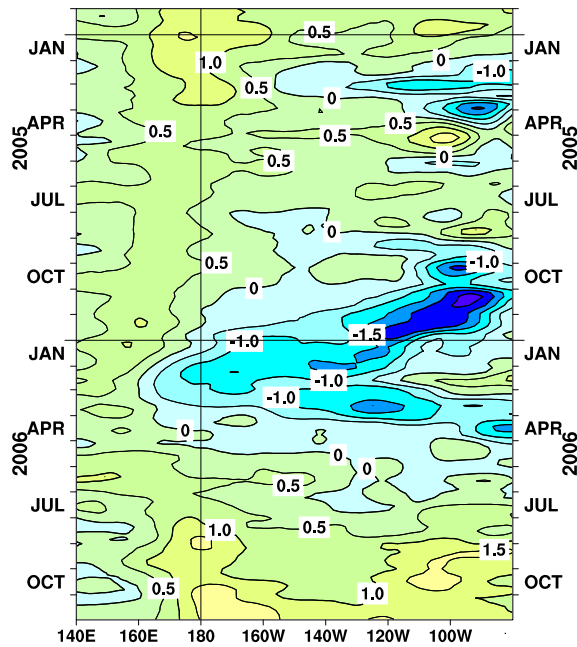 0.5
JAN JAN
1.0
0
-1.0
0.5
0
APR 0.5 APR
0.5 0.5
2005 2005
0.5 0
JUL JUL
0
0.5 -1.0
OCT OCT
0
-1.0 -1.5
JAN JAN
-1.0
-1.0
APR 0 APR
0
2006 0 2006
0.5
JUL JUL
1.0 0.5
1.5
OCT OCT
0.5 1.0
140E 160E 180 160W 140W 120W 100W